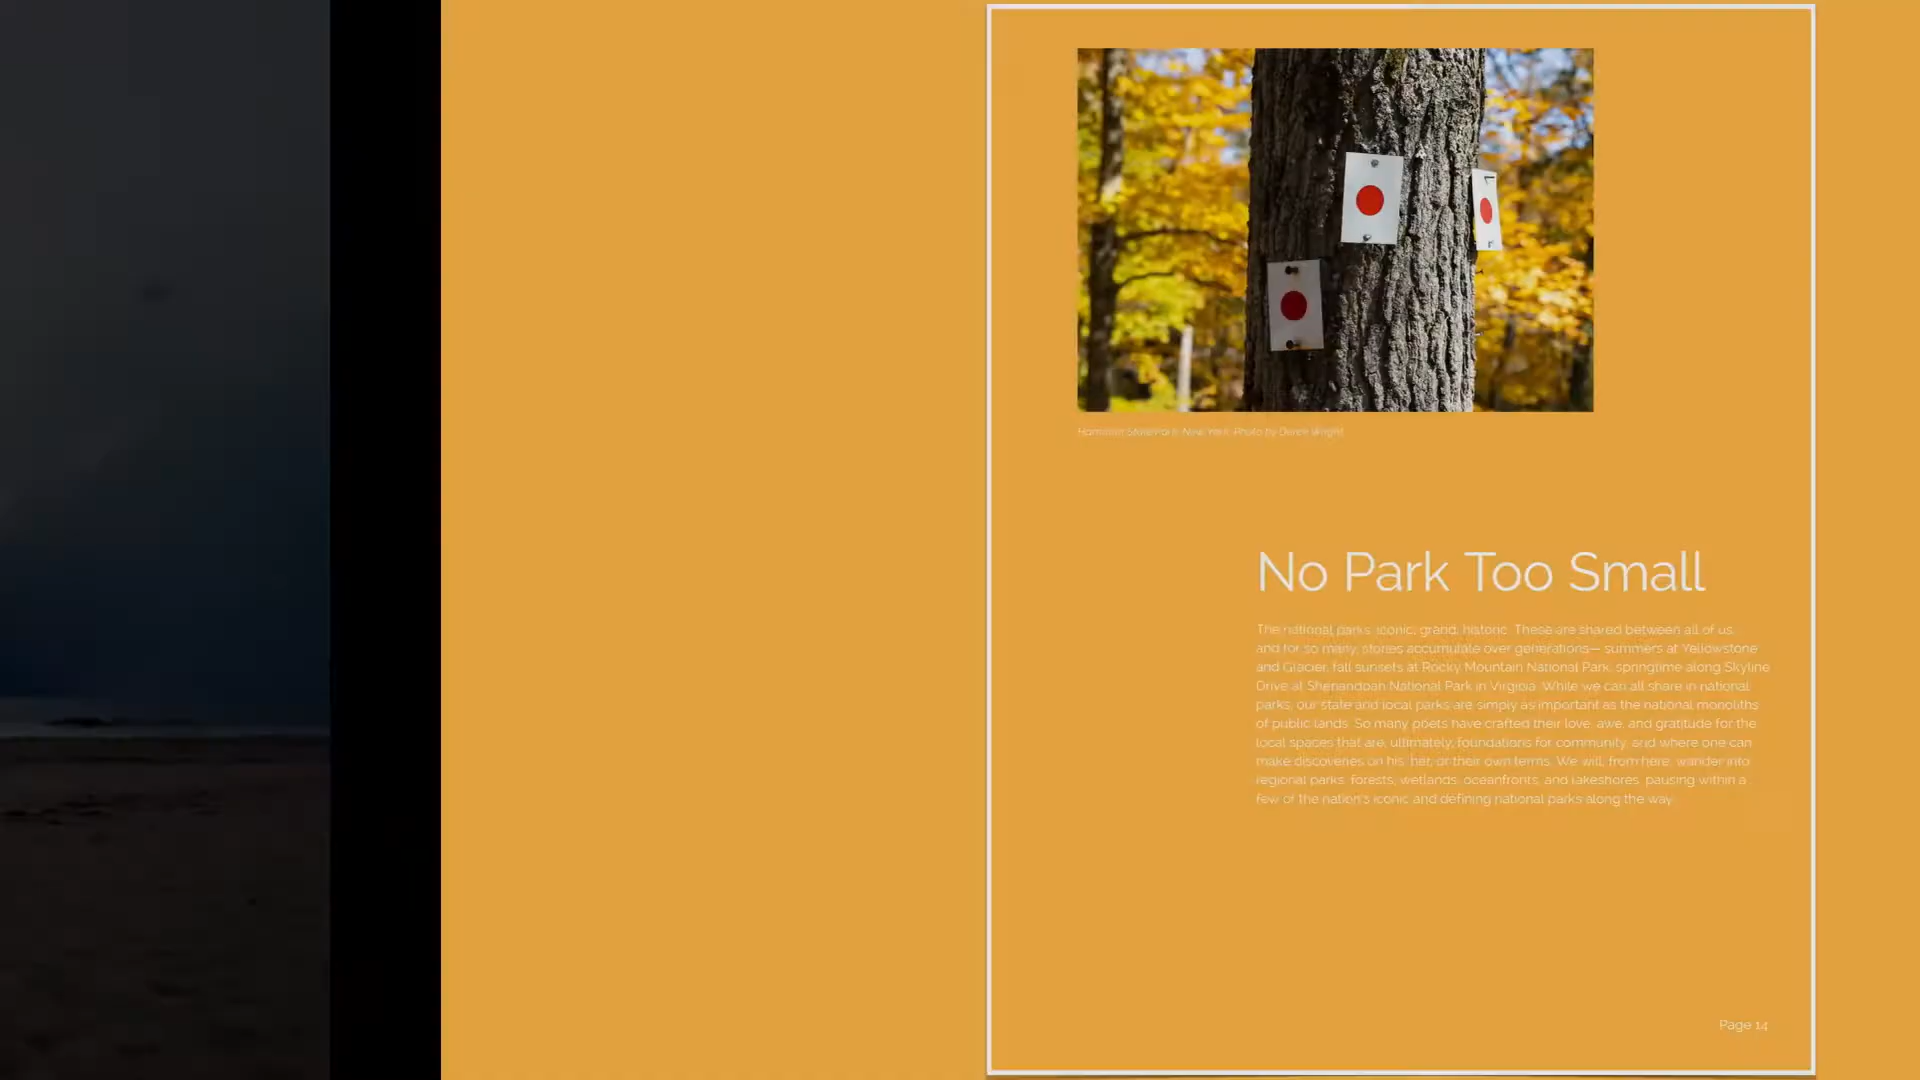 State Park, New York. Photo by Wright
No Park Too Small
The national parks: iconic, grand, historic. These are shared between all of us,
and for so many, stories accumulate over generations— summers at Yellowstone
and Glacier, fall sunsets at Rocky Mountain National Park, springtime along Skyline
Drive at Shenandoah National Park in Virginia. While we can all share in national
parks, our state and local parks are simply as important as the national monoliths
of public lands. So many poets have crafted their love, awe, and gratitude for the
local spaces that are, ultimately, foundations for community, and where one can
make discoveries on his, her, or their own terms. We will, from here, wander into
regional parks, forests, wetlands, oceanfronts, and lakeshores, pausing within a
few of the nation's iconic and defining national parks along the way.
Page 14